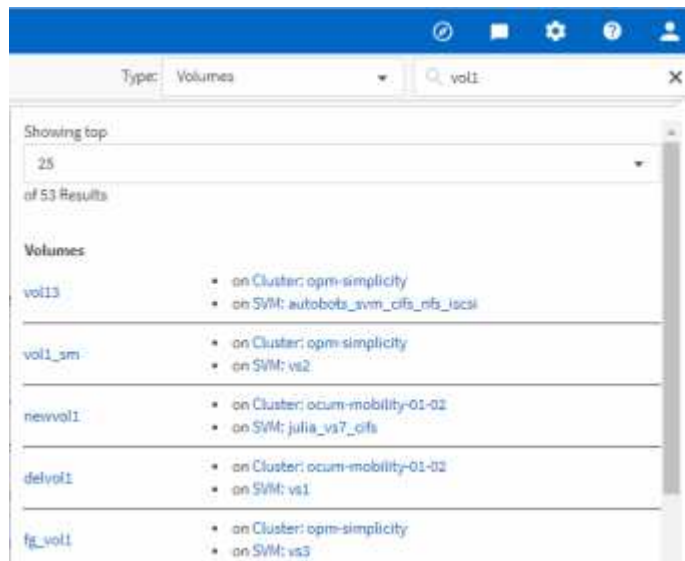 Type: Volumes vol1
Showing top
25
of 53 Results
Volumes
vol13
on Cluster: opm-simplicity
on SVM: autobots_svm_cifs_nfs_iscsi
vol1_sm
on Cluster: opm-simplicity
on SVM: vs2
newvol1
on Cluster: ocum-mobility-01-02
on SVM: julia_vs7_cifs
delvol1
on Cluster: ocum-mobility-01-02
on SVM: vs1
fg_vol1
on Cluster: opm-simplicity
on SVM: vs3